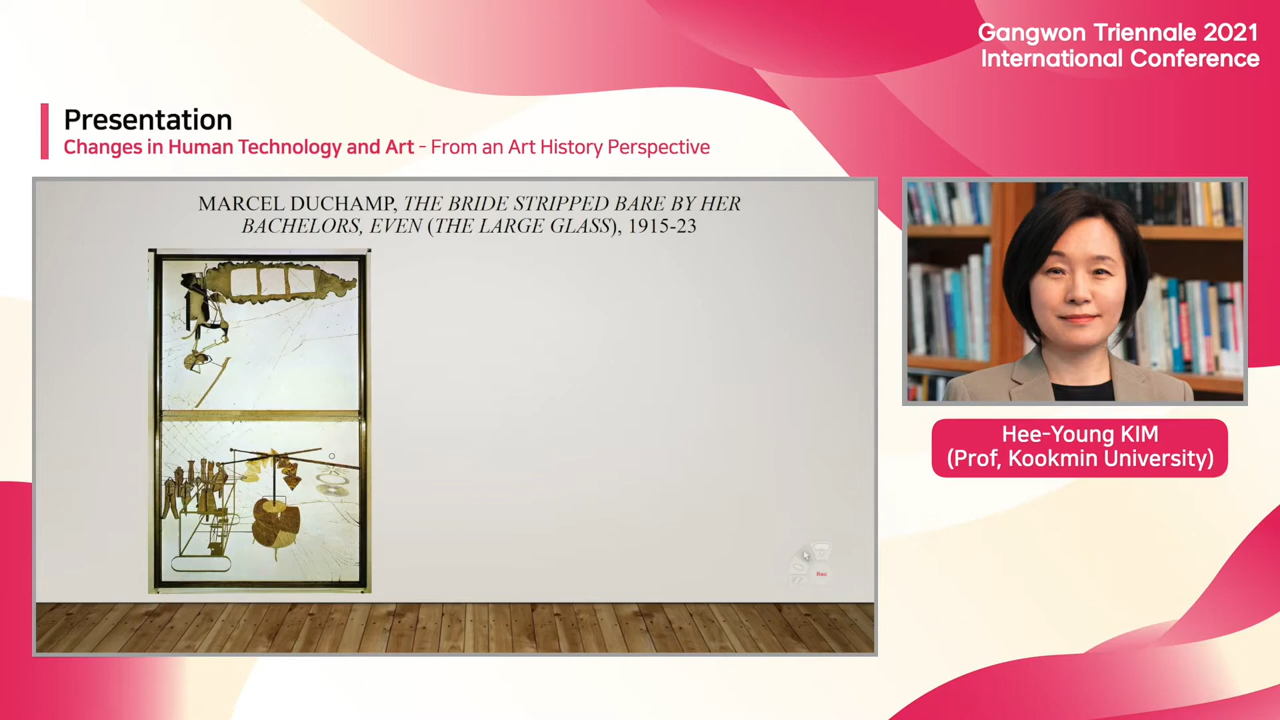 Gangwon Triennale 2021
International Conference
Presentation
Changes in Human Technology and Art - From an Art History Perspective
MARCEL DUCHAMP, THE BRIDE STRIPPED BARE BY HER
BACHELORS, EVEN (THE LARGE GLASS), 1915-23
Hee-Young KIM
(Prof, Kookmin University)
Rec